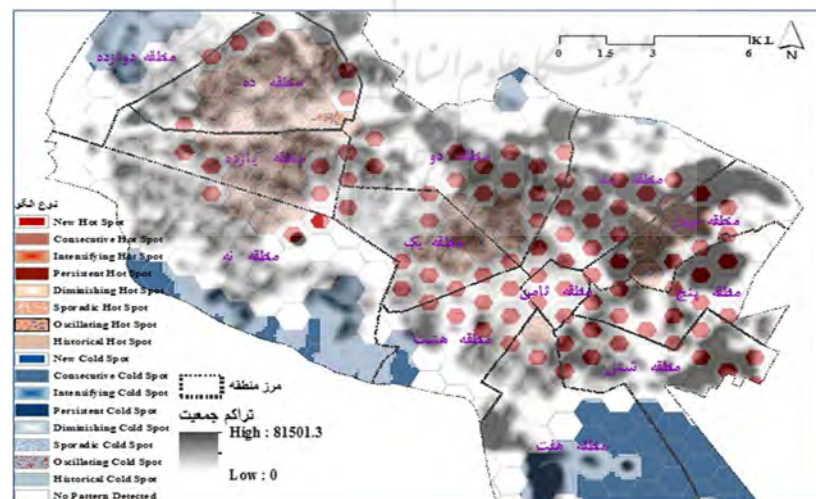 پژوهشگاه علوم انسانی
0 1.5 3 6
K.L
N
منطقه دوازده
منطقه ده
منطقه یازده
منطقه دو
منطقه سه
منطقه چهار
منطقه یک
منطقه نه
منطقه ثامن
منطقه پنج
منطقه هشت
منطقه شش
منطقه هفت
نوع الگو
New Hot Spot
Consecutive Hot Spot
Intensifying Hot Spot
Persistent Hot Spot
Diminishing Hot Spot
Sporadic Hot Spot
Oscillating Hot Spot
Historical Hot Spot
New Cold Spot
Consecutive Cold Spot
Intensifying Cold Spot
Persistent Cold Spot
Diminishing Cold Spot
Sporadic Cold Spot
Oscillating Cold Spot
Historical Cold Spot
No Pattern Detected
مرز منطقه
تراکم جمعیت
High : 81501.3
Low : 0